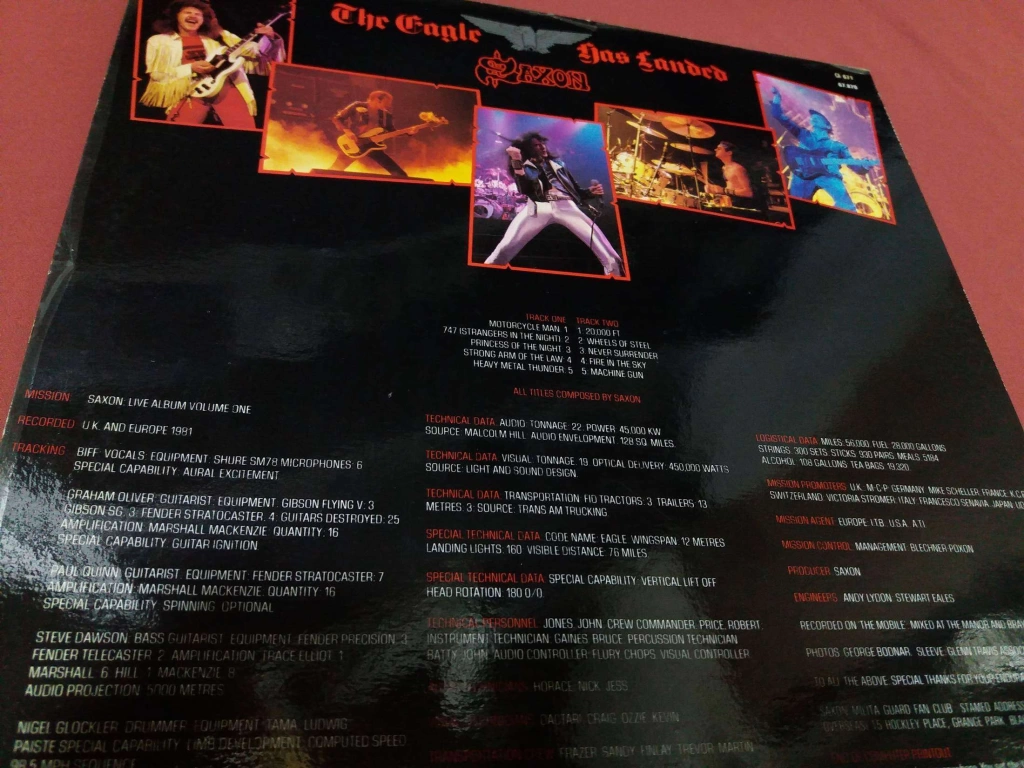 The Eagle
Has Landed
SAXON
TRACK ONE TRACK TWO
MOTORCYCLE MAN 1 1 20,000 FT
747 (STRANGERS IN THE NIGHT) 2 2 WHEELS OF STEEL
PRINCESS OF THE NIGHT 3 3 NEVER SURRENDER
STRONG ARM OF THE LAW 4 4 FIRE IN THE SKY
HEAVY METAL THUNDER 5 5 MACHINE GUN
ALL TITLES COMPOSED BY SAXON
MISSION SAXON: LIVE ALBUM VOLUME ONE
RECORDED U.K. AND EUROPE 1981
TRACKING BIFF: VOCALS: EQUIPMENT: SHURE SM78 MICROPHONES: 6
SPECIAL CAPABILITY: AURAL EXCITEMENT
GRAHAM OLIVER: GUITARIST: EQUIPMENT: GIBSON FLYING V: 3
GIBSON SG: 3: FENDER STRATOCASTER: 4: GUITARS DESTROYED: 25
AMPLIFICATION: MARSHALL MACKENZIE: QUANTITY: 16
SPECIAL CAPABILITY: GUITAR IGNITION
PAUL QUINN: GUITARIST: EQUIPMENT: FENDER STRATOCASTER: 7
AMPLIFICATION: MARSHALL MACKENZIE: QUANTITY: 16
SPECIAL CAPABILITY: SPINNING: OPTIONAL
STEVE DAWSON: BASS GUITARIST: EQUIPMENT: FENDER PRECISION: 3
FENDER TELECASTER: 2: AMPLIFICATION: TRACE ELLIOT: 1
MARSHALL: 6: HILL: 1: MACKENZIE: 8
AUDIO PROJECTION: 5000 METRES
NIGEL GLOCKLER: DRUMMER: EQUIPMENT: TAMA: LUDWIG
PAISTE SPECIAL CAPABILITY: LIMB DEVELOPMENT: COMPUTED SPEED
98.5 MPH SEQUENCE
TECHNICAL DATA AUDIO: TONNAGE: 22: POWER: 45,000 KW
SOURCE: MALCOLM HILL: AUDIO ENVELOPMENT: 128 SQ. MILES.
TECHNICAL DATA VISUAL: TONNAGE: 19: OPTICAL DELIVERY: 450,000 WATTS
SOURCE: LIGHT AND SOUND DESIGN
TECHNICAL DATA TRANSPORTATION: TRACTORS: 3: TRAILERS: 13
METRES: 3: SOURCE: TRANS AM TRUCKING
SPECIAL TECHNICAL DATA CODE NAME: EAGLE: WINGSPAN: 12 METRES
LANDING LIGHTS: 160: VISIBLE DISTANCE: 76 MILES
SPECIAL TECHNICAL DATA SPECIAL CAPABILITY: VERTICAL LIFT OFF
HEAD ROTATION: 180
TECHNICAL PERSONNEL JONES, JOHN: CREW COMMANDER: PRICE, ROBERT:
INSTRUMENT TECHNICIAN: GAINES, BRUCE: PERCUSSION TECHNICIAN
BATTY, JOHN: AUDIO CONTROLLER: FLURY, CHOPS: VISUAL CONTROLLER
HORACE: NICK: JESS
CRAIG: OZZIE: KEVIN
FRAZER: SANDY: FINLAY: TREVOR: MARTIN
LOGISTICAL DATA: MILES: 56,000: FUEL: 28,000 GALLONS
STRINGS: 300 SETS: STICKS: 930 PAIRS: MEALS: 5184
ALCOHOL: 108 GALLONS: TEA BAGS: 19,320
MISSION PROMOTERS: U.K.: M.C.P.: GERMANY: MIKE SCHELLER: FRANCE:
SWITZERLAND: VICTORIA STROMER: ITALY: FRANCESCO JAPAN:
MISSION AGENT: EUROPE: I.T.B. U.S.A.: A.T.I.
MISSION CONTROL: MANAGEMENT:
PRODUCER: SAXON
ENGINEERS: ANDY LYDON: STEWART EALES
RECORDED ON THE MOBILE: MIXED AT THE MANOR AND
PHOTOS: GEORGE BODNAR: SLEEVE: GLENN TRAVIS
TO ALL THE ABOVE SPECIAL THANKS FOR YOUR
SAXON MILITIA GUARD FAN CLUB
OVERSEAS: 15 HOCKLEY PLACE, GRANGE PARK